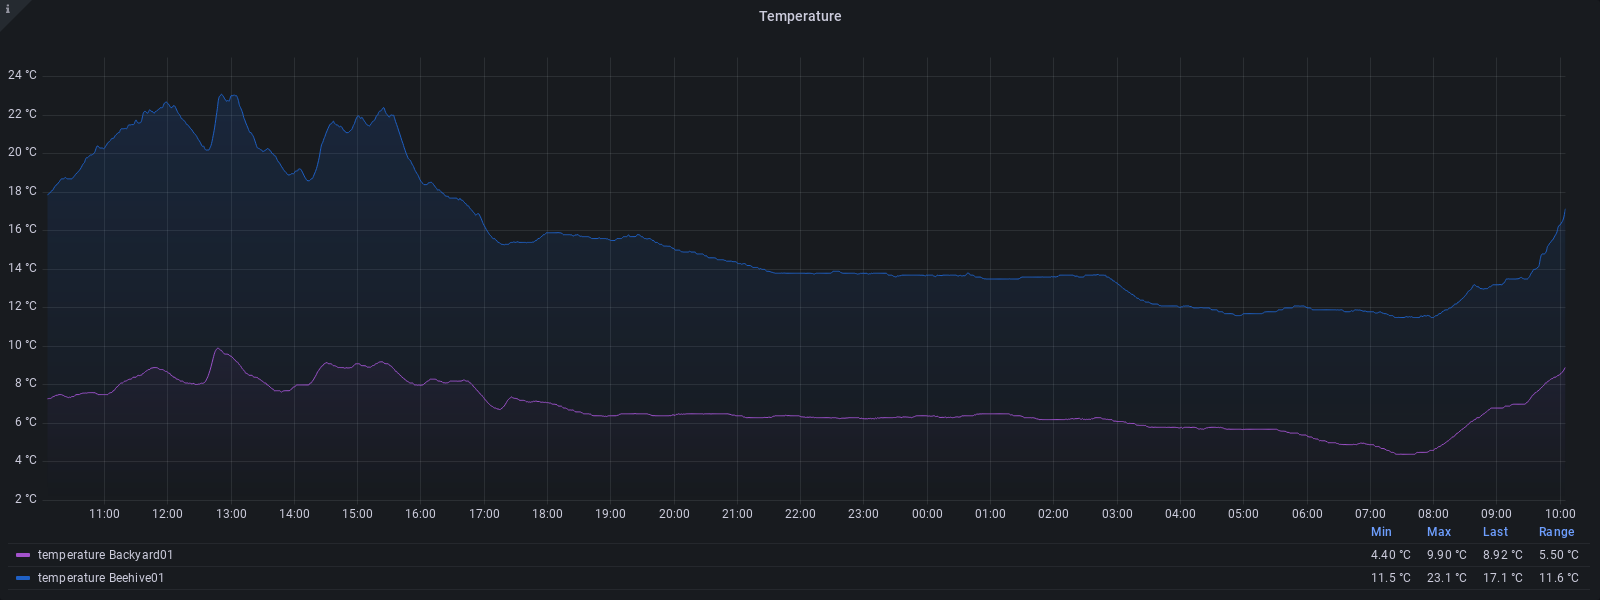 i
Temperature
24 °C
22 °C
20 °C
18 °C
16 °C
14 °C
12 °C
10 °C
8 °C
6 °C
4 °C
2 °C
11:00 12:00 13:00 14:00 15:00 16:00 17:00 18:00 19:00 20:00 21:00 22:00 23:00 00:00 01:00 02:00 03:00 04:00 05:00 06:00 07:00 08:00 09:00 10:00
Min Max Last Range
temperature Backyard01 4.40 °C 9.90 °C 8.92 °C 5.50 °C
temperature Beehive01 11.5 °C 23.1 °C 17.1 °C 11.6 °C